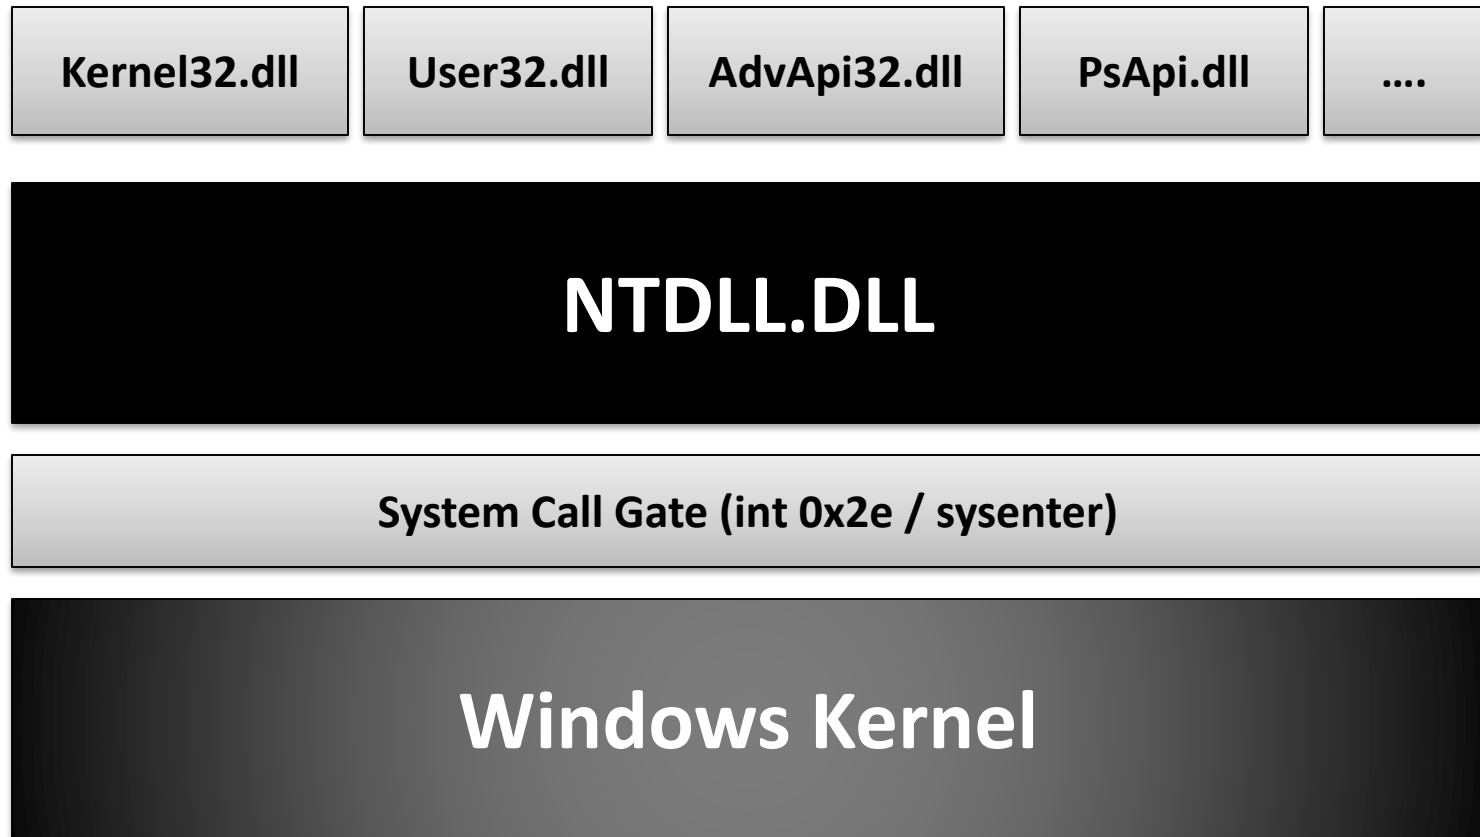 Kernel32.dll
User32.dll
AdvApi32.dll
PsApi.dll
....
NTDLL.DLL
System Call Gate (int 0x2e / sysenter)
Windows Kernel